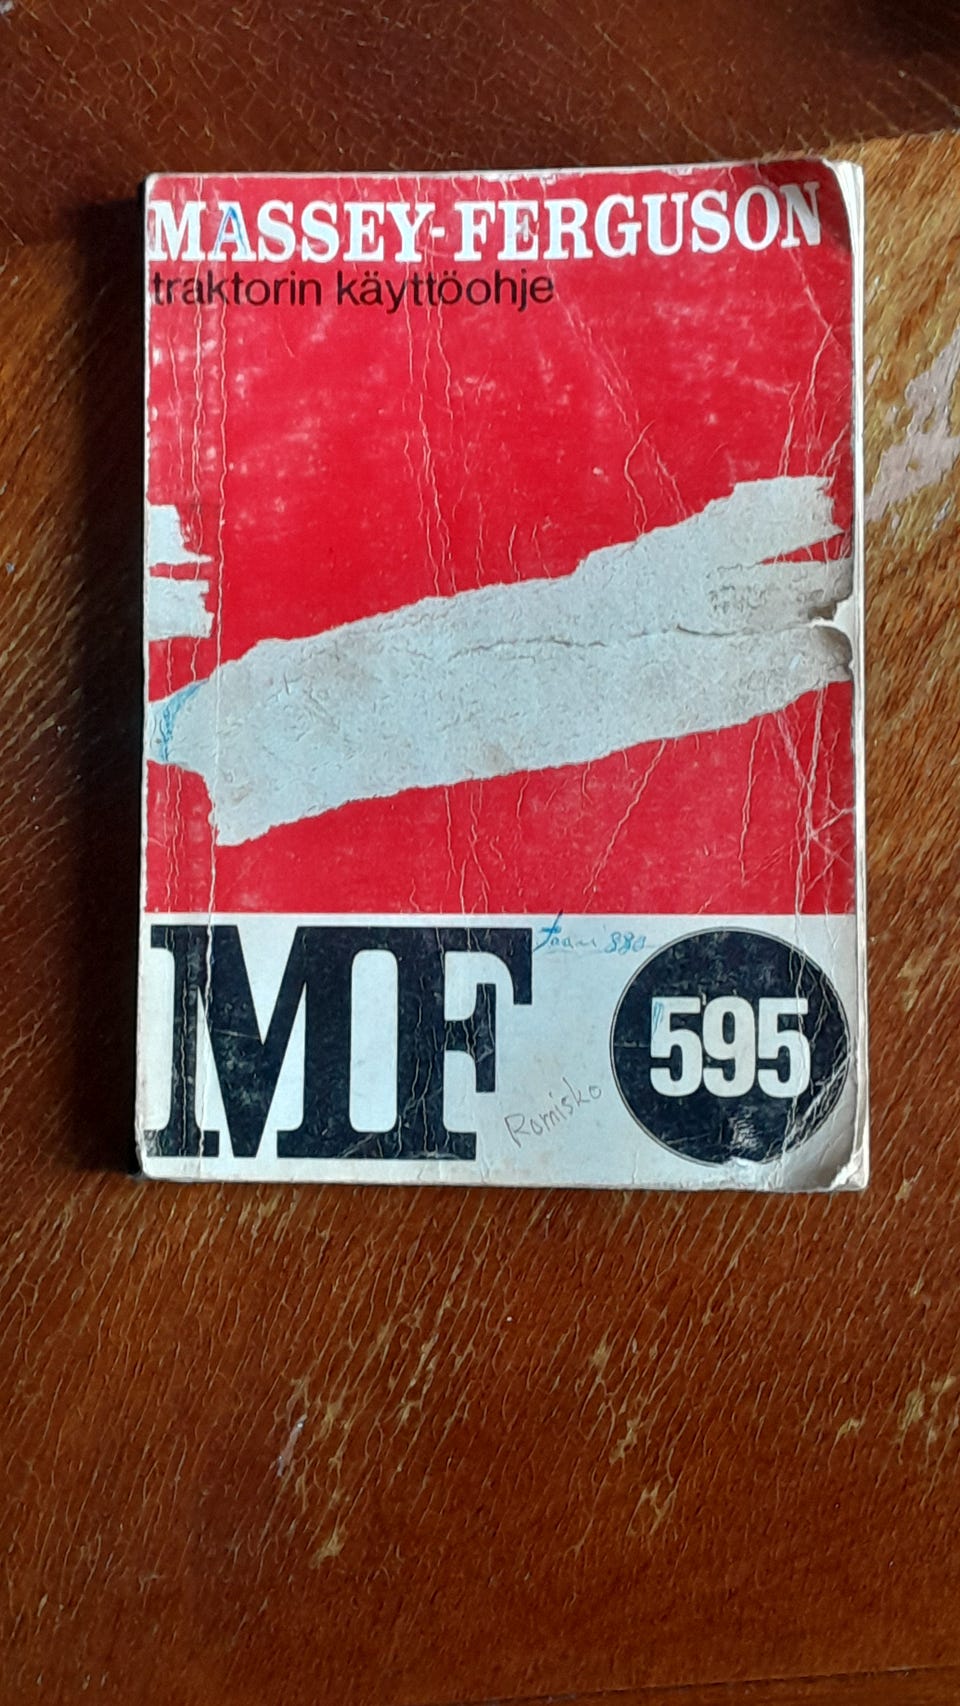 MASSEY-FERGUSON
traktorin käyttöohje
MF
595
Romisko